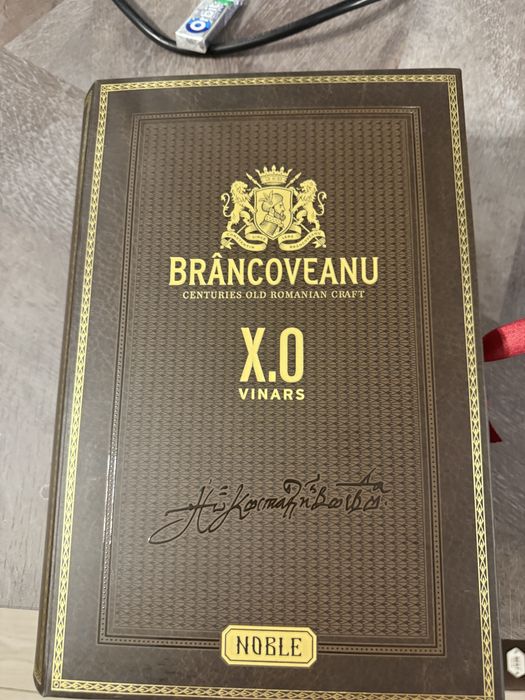 BRÂNCOVEANU
CENTURIES OLD ROMANIAN CRAFT
X.O
VINARS
NOBLE